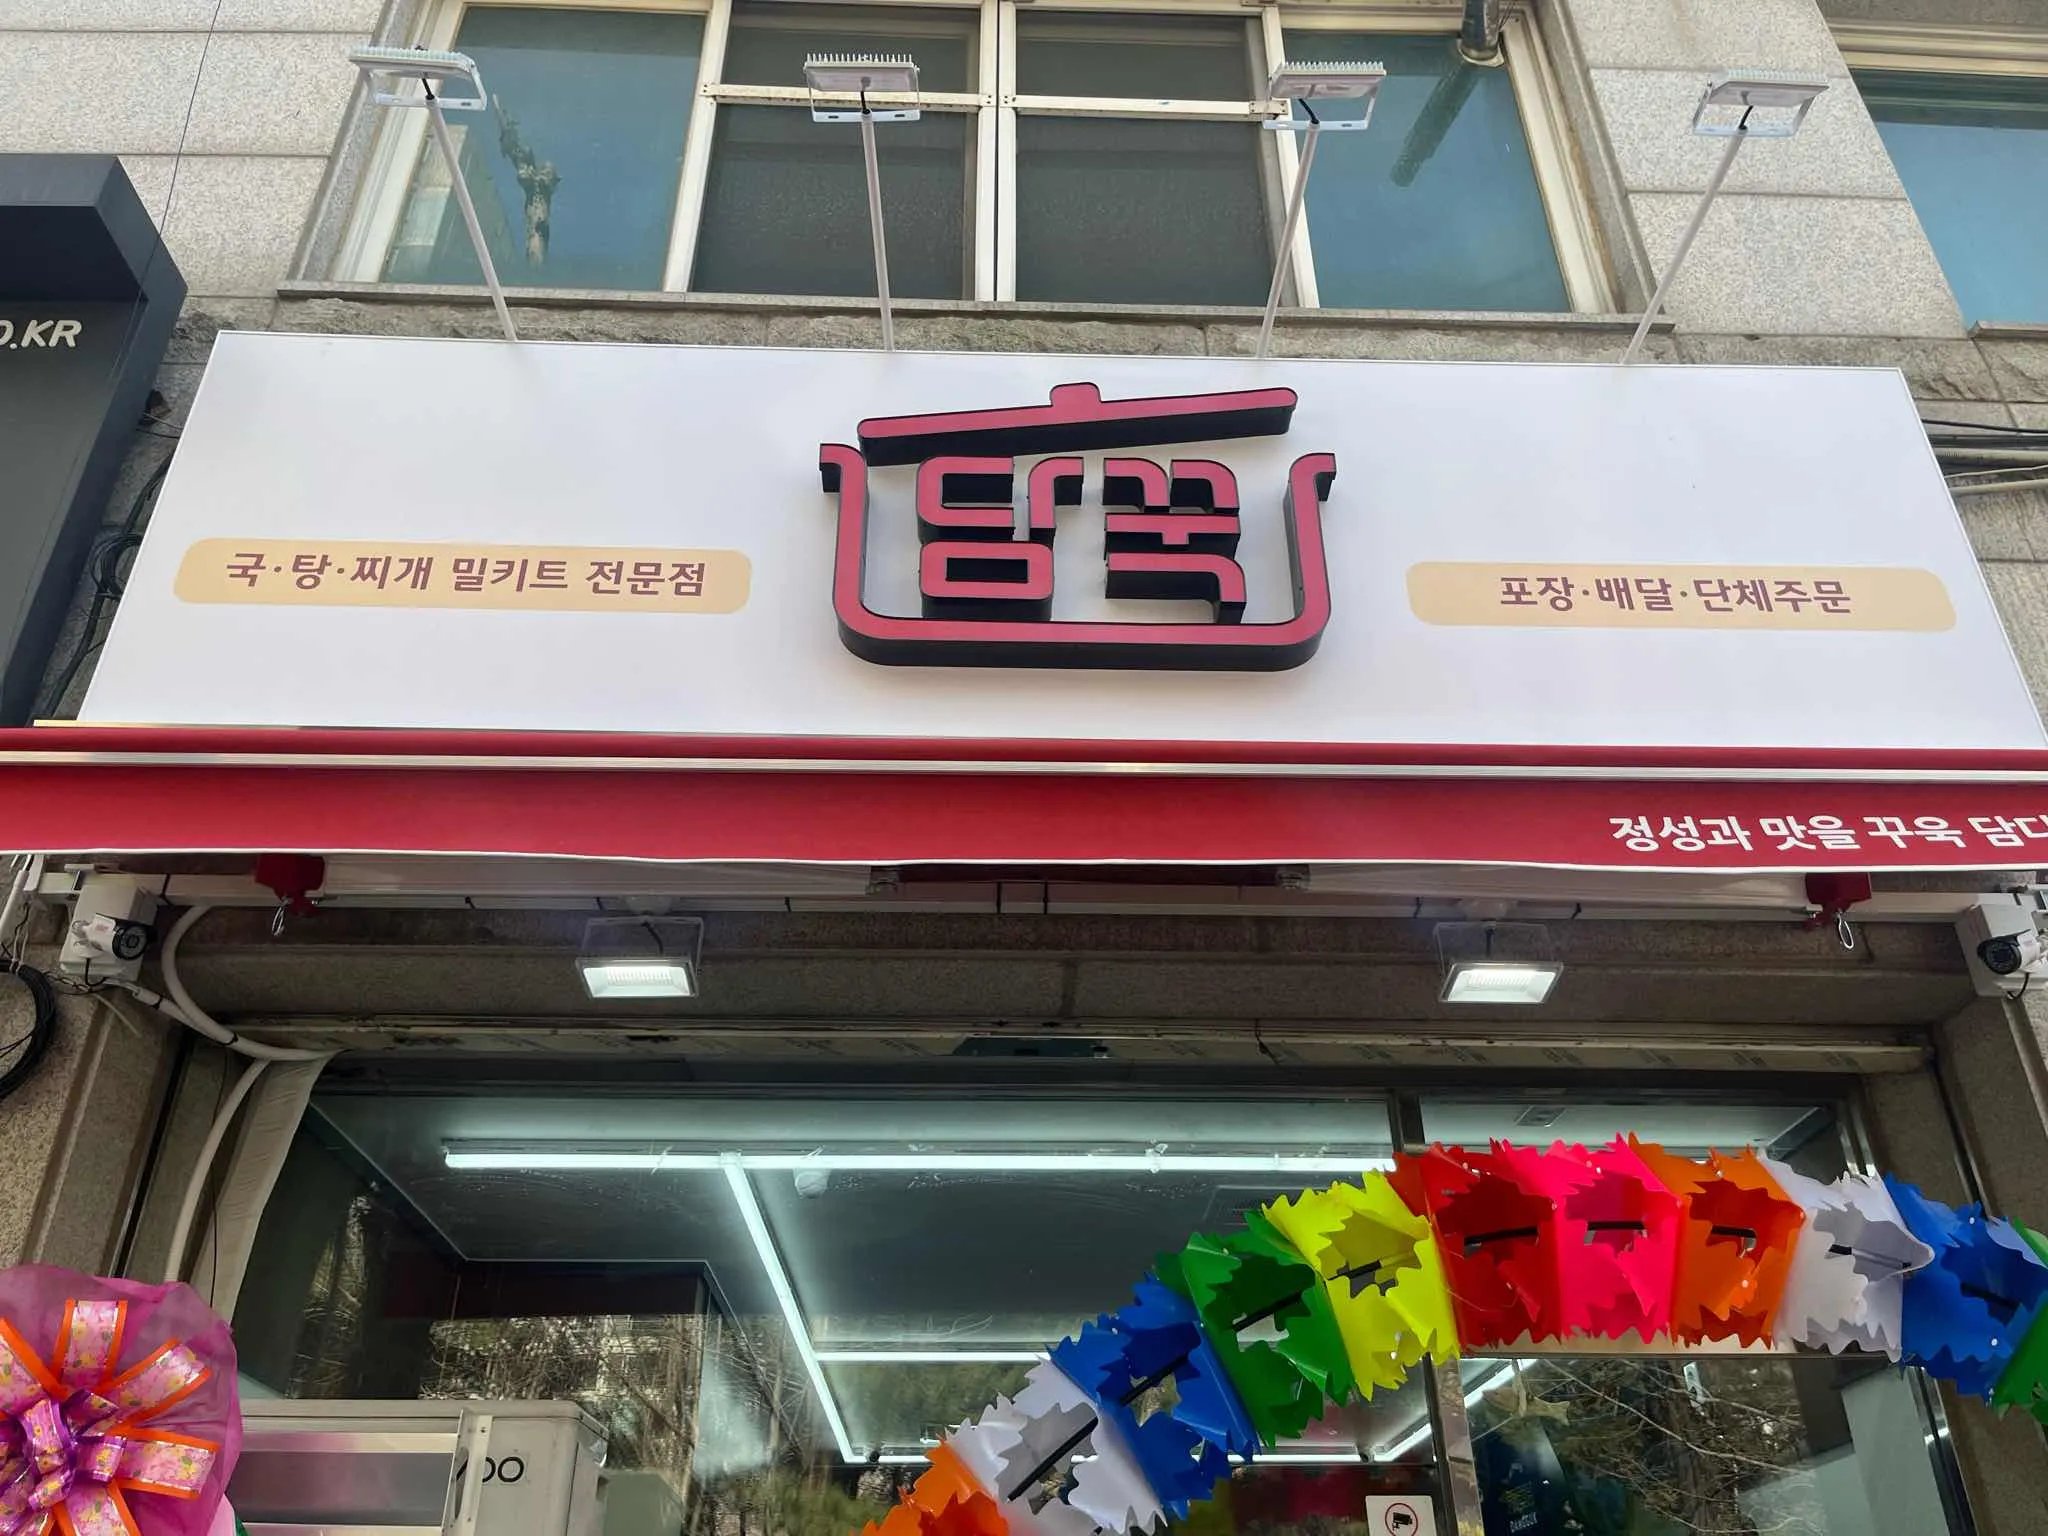 O.KR
담꾹
국·탕·찌개 밀키트 전문점
포장·배달·단체주문
정성과 맛을 꾸욱 담다